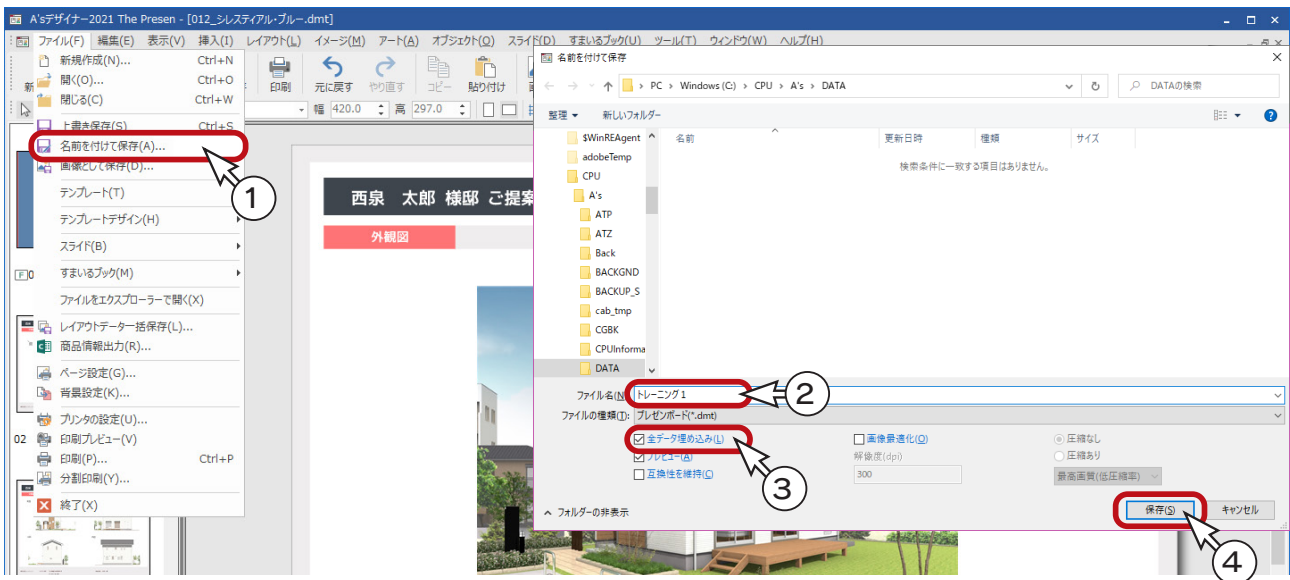 A'sデザイナー2021 The Presen - [012_シレスティアル・ブルー.dmt]
ファイル(F) 編集(E) 表示(V) 挿入(I) レイアウト(L) イメージ(M) アート(A) オブジェクト(O) スライド(D) すまいるブック(U) ツール(T) ウィンドウ(W) ヘルプ(H)
新規作成(N)... Ctrl+N
開く(O)... Ctrl+O
閉じる(C) Ctrl+W
上書き保存(S) Ctrl+S
名前を付けて保存(A)...
画像として保存(D)...
テンプレート(T)
テンプレートデザイン(H)
スライド(B)
すまいるブック(M)
ファイルをエクスプローラーで開く(X)
レイアウトデーター括保存(L)...
商品情報出力(R)...
ページ設定(G)...
背景設定(K)...
プリンタの設定(U)...
印刷プレビュー(V)
印刷(P)... Ctrl+P
分割印刷(Y)...
終了(X)
新
印刷 元に戻す やり直す コピー 貼り付け
幅 420.0 高 297.0
F 0
02
①
西泉 太郎 様邸 ご提案
外観図
名前を付けて保存
PC › Windows (C:) › CPU › A's › DATA
DATAの検索
整理 新しいフォルダー
名前 更新日時 種類 サイズ
検索条件に一致する項目はありません。
$WinREAgent
adobeTemp
CPU
A's
ATP
ATZ
Back
BACKGND
BACKUP_S
cab_tmp
CGBK
CPUInforma
DATA
ファイル名(N): トレーニング1
②
ファイルの種類(T): プレゼンボード(*.dmt)
全データ埋め込み(L) 画像最適化(O) 圧縮なし
プレビュー(A) 解像度(dpi) 圧縮あり
互換性を維持(C) 300 最高画質(低圧縮率)
③
フォルダーの非表示 保存(S) キャンセル
④